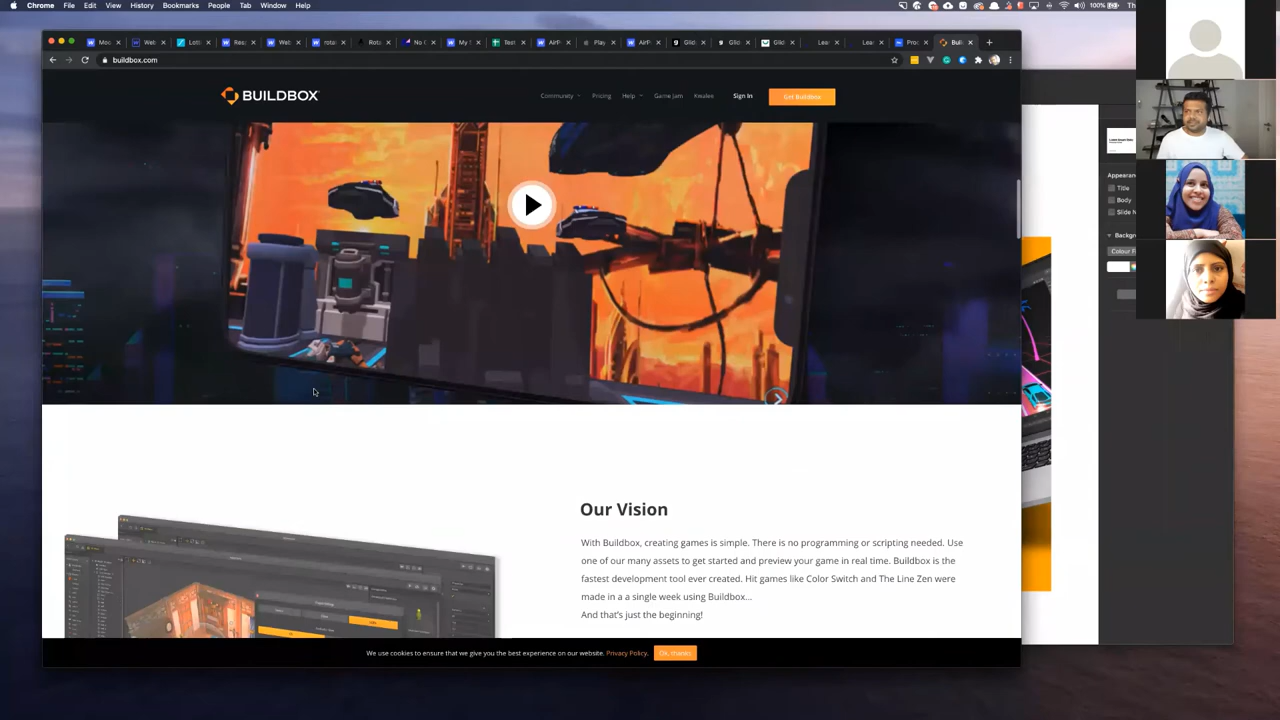 Chrome File Edit View History Bookmarks People Tab Window Help
100%
buildbox.com
BUILDBOX
Community Pricing Help Game Jam Kwalee Sign In Get Buildbox
Appearance
Title
Body
Our Vision
With Buildbox, creating games is simple. There is no programming or scripting needed. Use
one of our many assets to get started and preview your game in real time. Buildbox is the
fastest development tool ever created. Hit games like Color Switch and The Line Zen were
made in a a single week using Buildbox...
And that's just the beginning!
We use cookies to ensure that we give you the best experience on our website. Privacy Policy. Ok, thanks